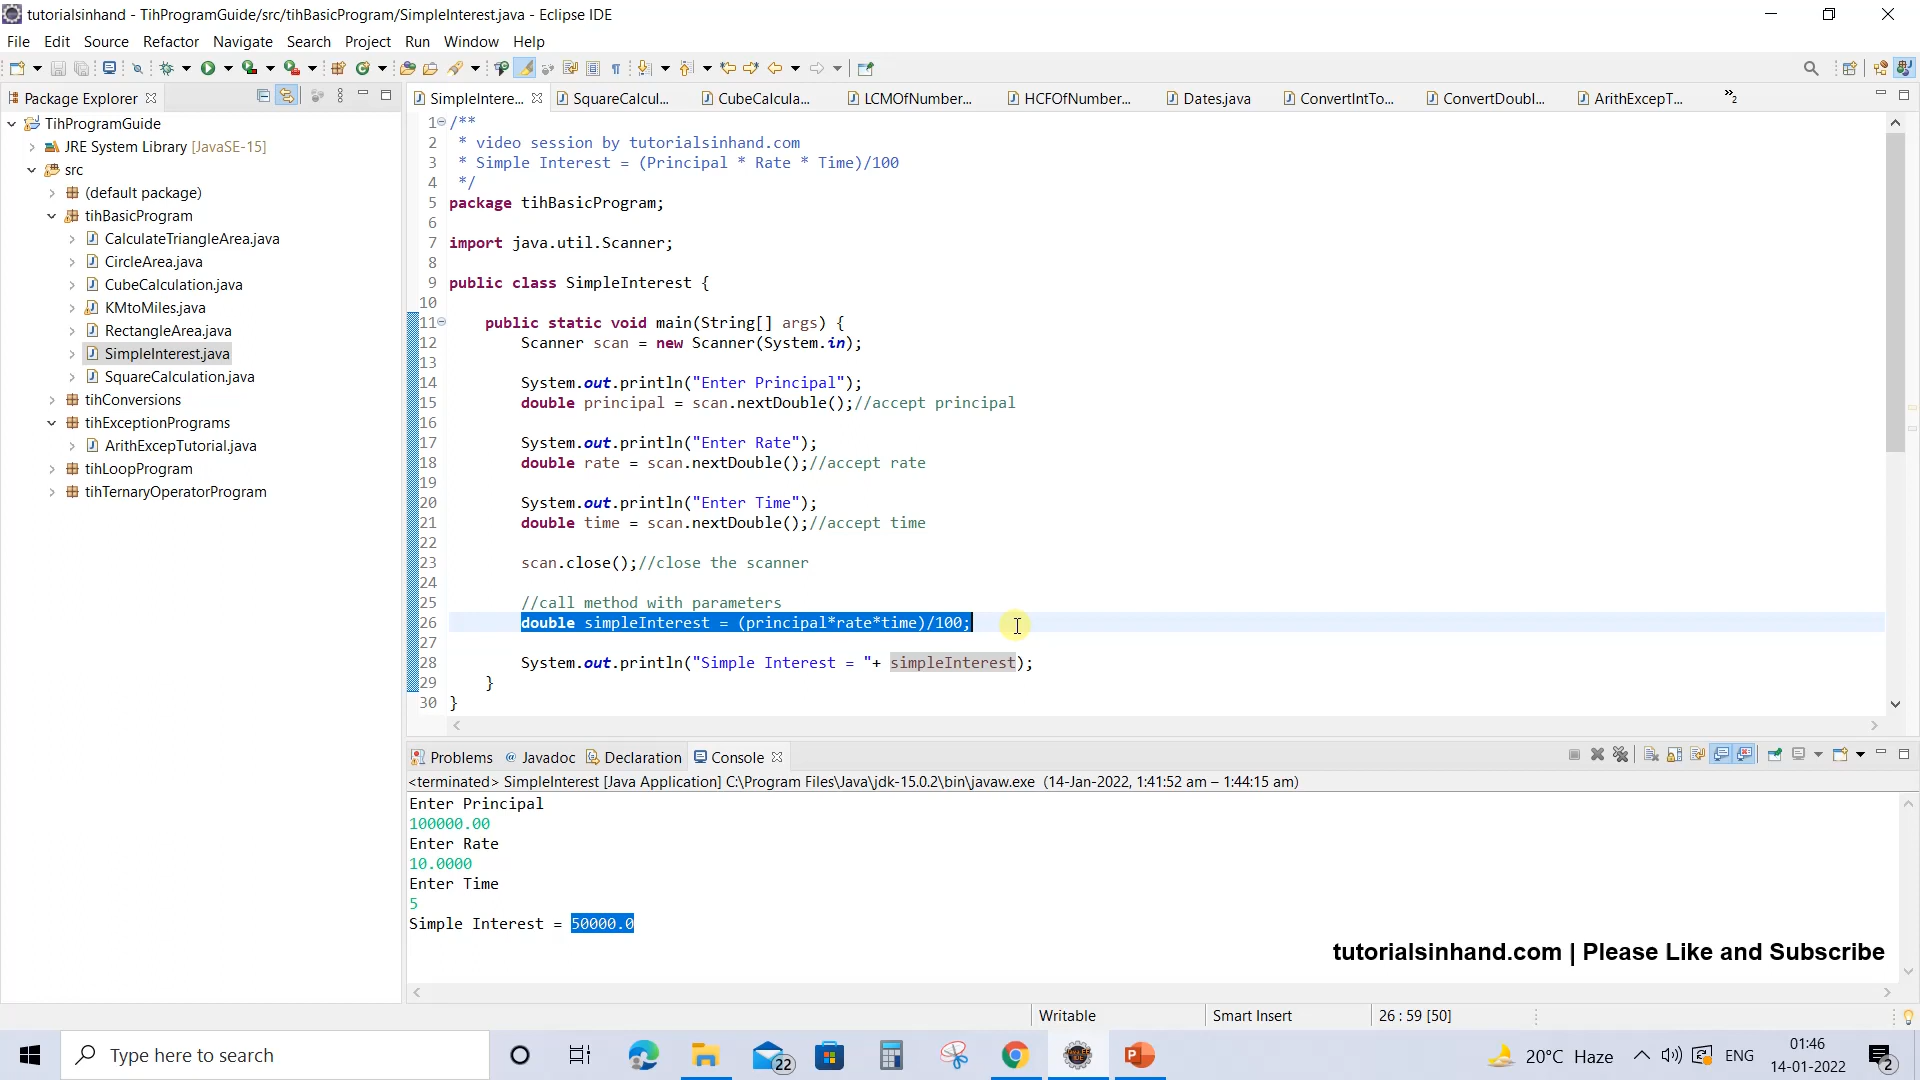 tutorialsinhand - TihProgramGuide/src/tihBasicProgram/SimpleInterest.java - Eclipse IDE
File Edit Source Refactor Navigate Search Project Run Window Help
Package Explorer
TihProgramGuide
JRE System Library [JavaSE-15]
src
(default package)
tihBasicProgram
CalculateTriangleArea.java
CircleArea.java
CubeCalculation.java
KMtoMiles.java
RectangleArea.java
SimpleInterest.java
SquareCalculation.java
tihConversions
tihExceptionPrograms
ArithExcepTutorial.java
tihLoopProgram
tihTernaryOperatorProgram
SimpleIntere... SquareCalcul... CubeCalcula... LCMOfNumber... HCFOfNumber... Dates.java ConvertIntTo... ConvertDoubl... ArithExcepT... »2
1 /**
2 * video session by tutorialsinhand.com
3 * Simple Interest = (Principal * Rate * Time)/100
4 */
5 package tihBasicProgram;
6
7 import java.util.Scanner;
8
9 public class SimpleInterest {
10
11 public static void main(String[] args) {
12 Scanner scan = new Scanner(System.in);
13
14 System.out.println("Enter Principal");
15 double principal = scan.nextDouble();//accept principal
16
17 System.out.println("Enter Rate");
18 double rate = scan.nextDouble();//accept rate
19
20 System.out.println("Enter Time");
21 double time = scan.nextDouble();//accept time
22
23 scan.close();//close the scanner
24
25 //call method with parameters
26 double simpleInterest = (principal*rate*time)/100;
27
28 System.out.println("Simple Interest = "+ simpleInterest);
29 }
30 }
Problems Javadoc Declaration Console
<terminated> SimpleInterest [Java Application] C:\Program Files\Java\jdk-15.0.2\bin\javaw.exe (14-Jan-2022, 1:41:52 am – 1:44:15 am)
Enter Principal
100000.00
Enter Rate
10.0000
Enter Time
5
Simple Interest = 50000.0
tutorialsinhand.com | Please Like and Subscribe
Writable Smart Insert 26 : 59 [50]
Type here to search
22
20°C Haze
ENG
01:46
14-01-2022
2